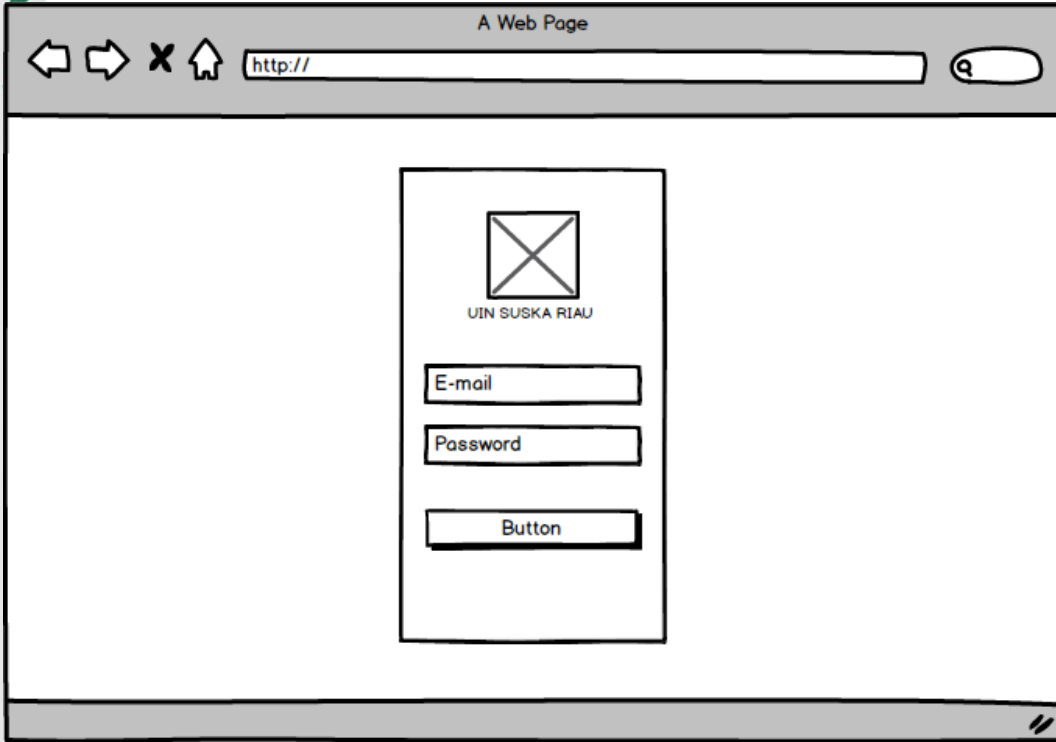 A Web Page
http://
UIN SUSKA RIAU
E-mail
Password
Button